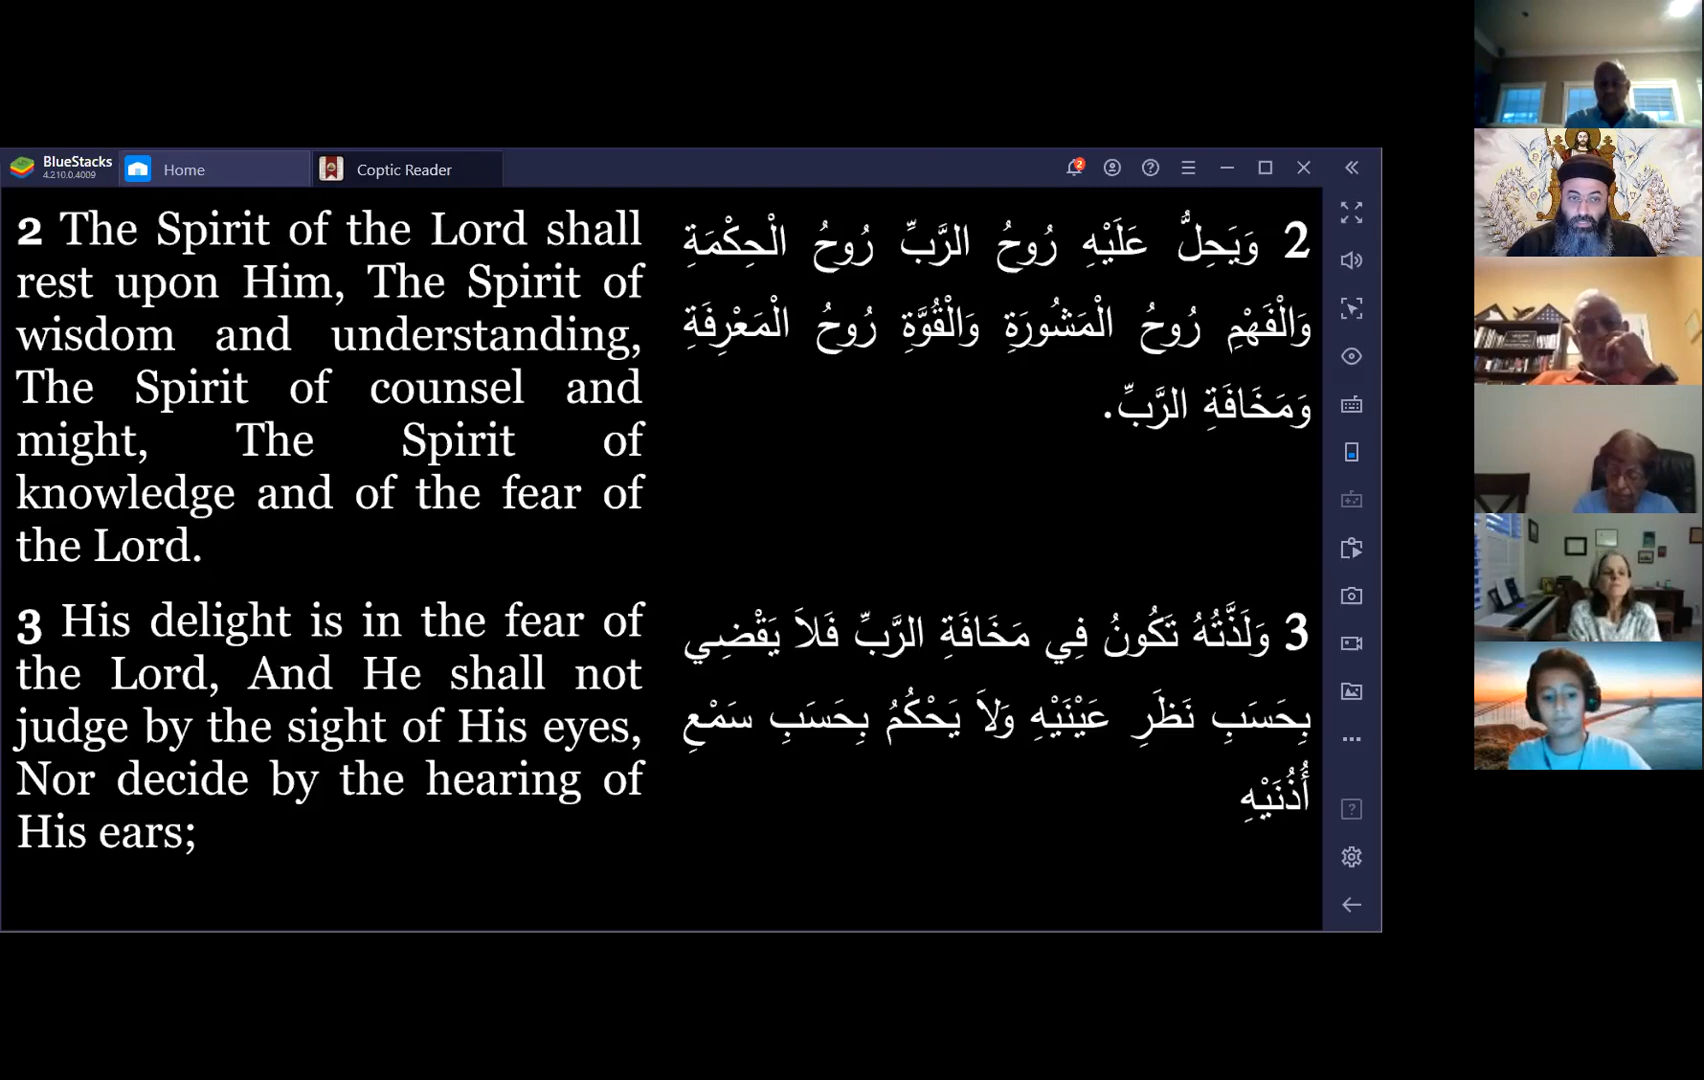 BlueStacks
4.210.0.4009
Home
Coptic Reader
2
2 The Spirit of the Lord shall
rest upon Him, The Spirit of
wisdom and understanding,
The Spirit of counsel and
might, The Spirit of
knowledge and of the fear of
the Lord.
2 وَيَحِلُّ عَلَيْهِ رُوحُ الرَّبِّ رُوحُ الْحِكْمَةِ
وَالْفَهْمِ رُوحُ الْمَشُورَةِ وَالْقُوَّةِ رُوحُ الْمَعْرِفَةِ
وَمَخَافَةِ الرَّبِّ.
3 His delight is in the fear of
the Lord, And He shall not
judge by the sight of His eyes,
Nor decide by the hearing of
His ears;
3 وَلَذَّتُهُ تَكُونُ فِي مَخَافَةِ الرَّبِّ فَلاَ يَقْضِي
بِحَسَبِ نَظَرِ عَيْنَيْهِ وَلاَ يَحْكُمُ بِحَسَبِ سَمْعِ
أُذُنَيْهِ